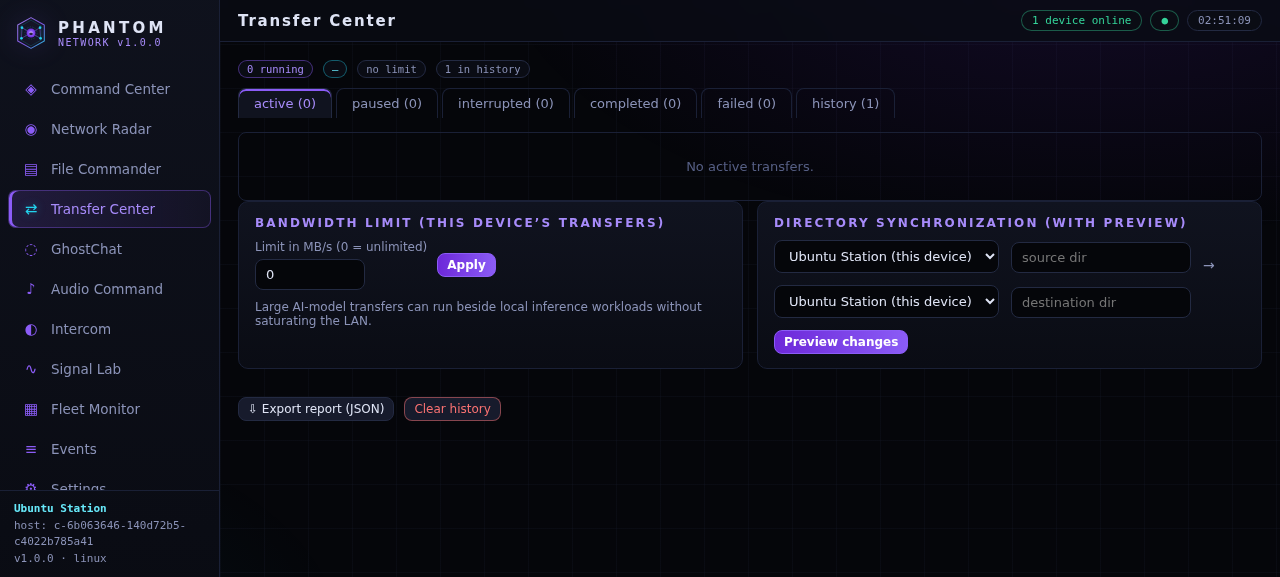 PHANTOM
NETWORK v1.0.0
Command Center
Network Radar
File Commander
Transfer Center
GhostChat
Audio Command
Intercom
Signal Lab
Fleet Monitor
Events
Settings
Ubuntu Station
host: c-6b063646-140d72b5-
c4022b785a41
v1.0.0 · linux
Transfer Center
1 device online
●
02:51:09
0 running
—
no limit
1 in history
active (0)
paused (0)
interrupted (0)
completed (0)
failed (0)
history (1)
No active transfers.
BANDWIDTH LIMIT (THIS DEVICE'S TRANSFERS)
Limit in MB/s (0 = unlimited)
0
Apply
Large AI-model transfers can run beside local inference workloads without
saturating the LAN.
DIRECTORY SYNCHRONIZATION (WITH PREVIEW)
Ubuntu Station (this device)
source dir
→
Ubuntu Station (this device)
destination dir
Preview changes
⇩ Export report (JSON)
Clear history